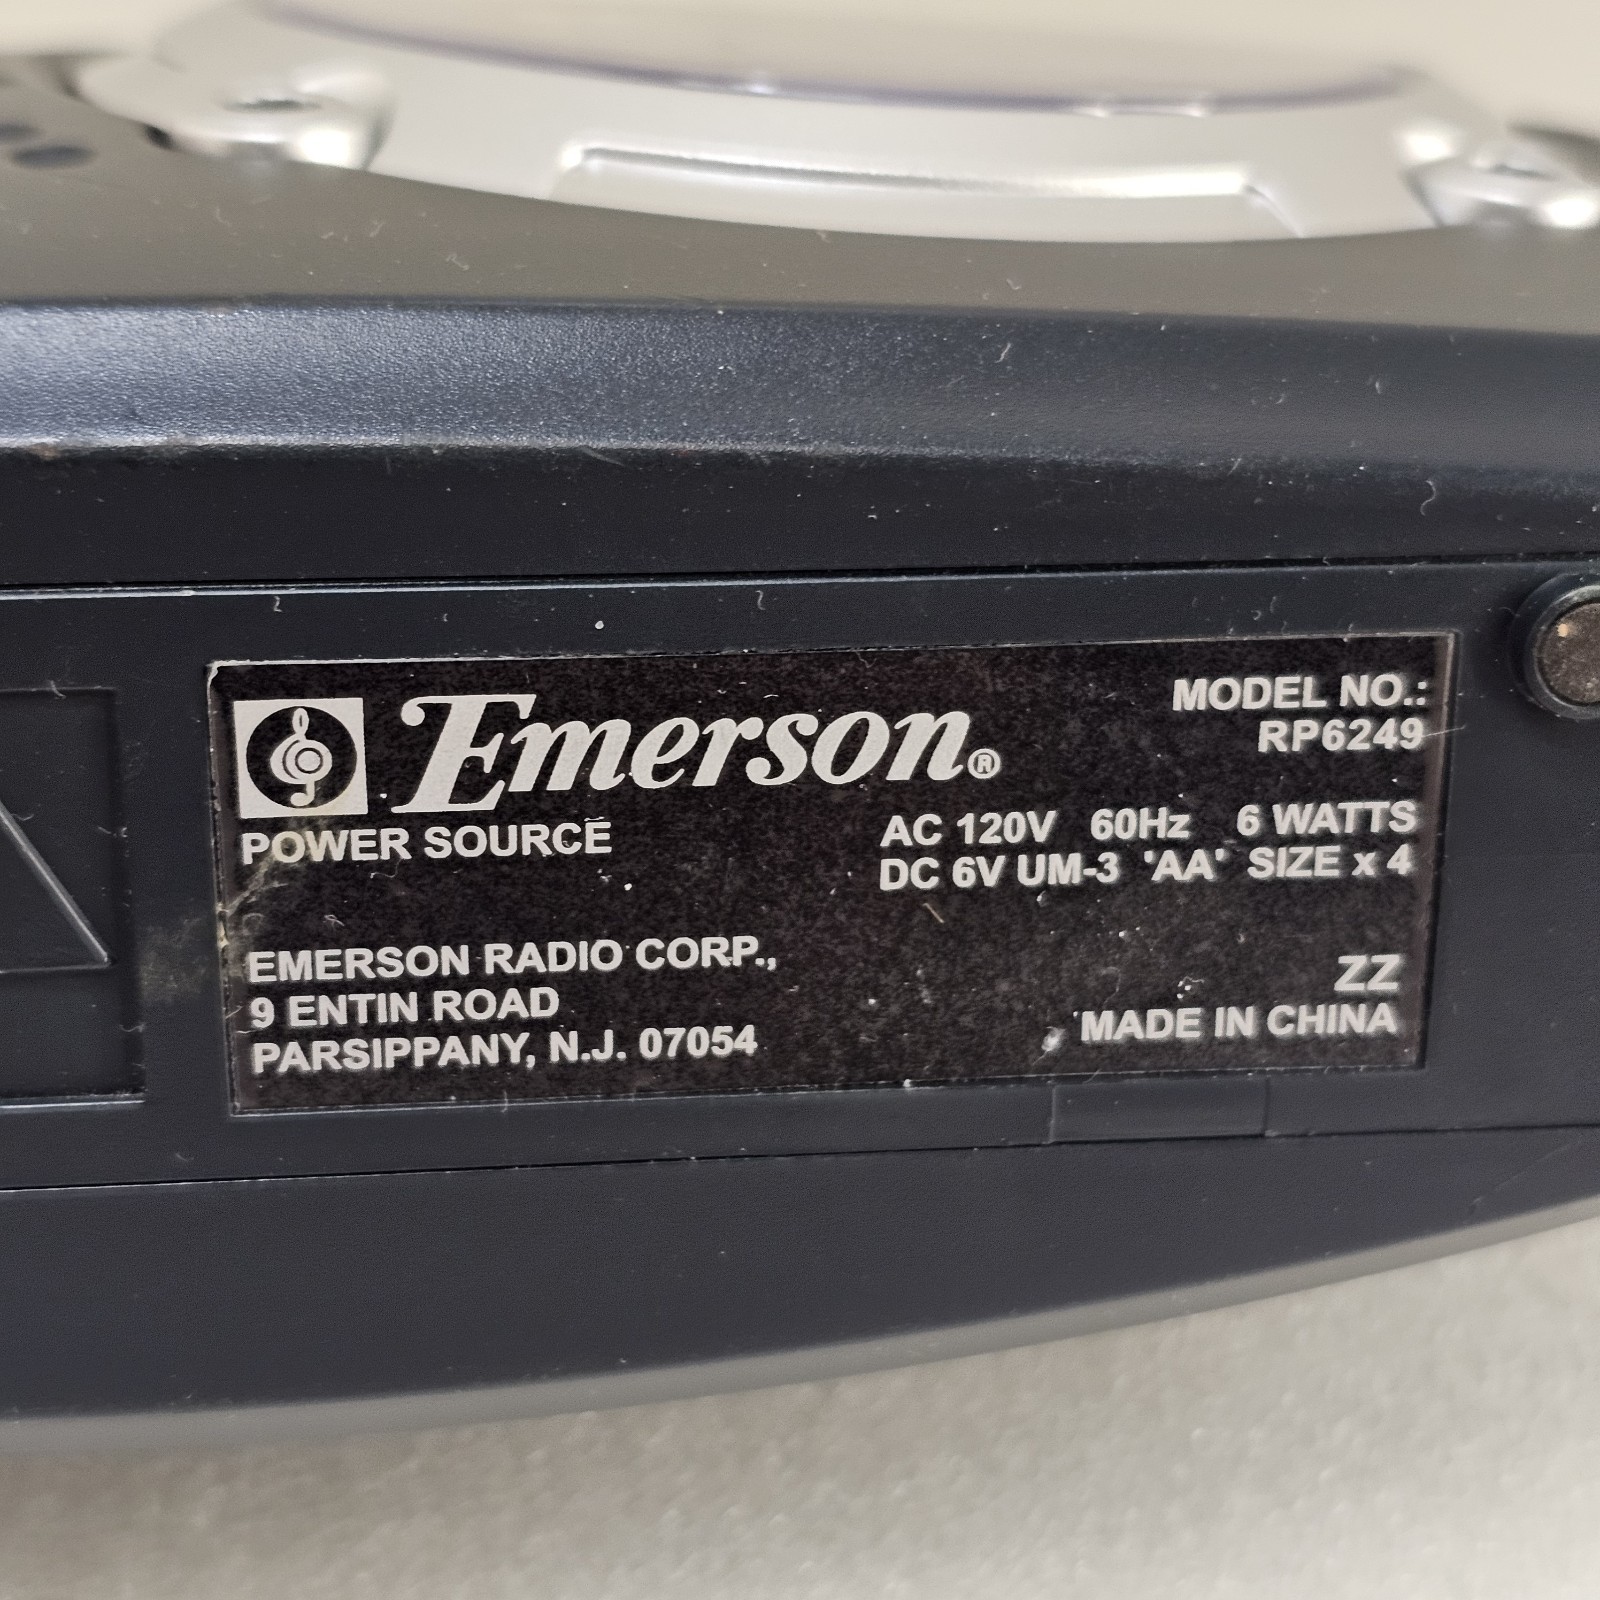 Emerson®
MODEL NO.:
RP6249
POWER SOURCE
AC 120V 60Hz 6 WATTS
DC 6V UM-3 'AA' SIZE x 4
EMERSON RADIO CORP.,
9 ENTIN ROAD
PARSIPPANY, N.J. 07054
ZZ
MADE IN CHINA